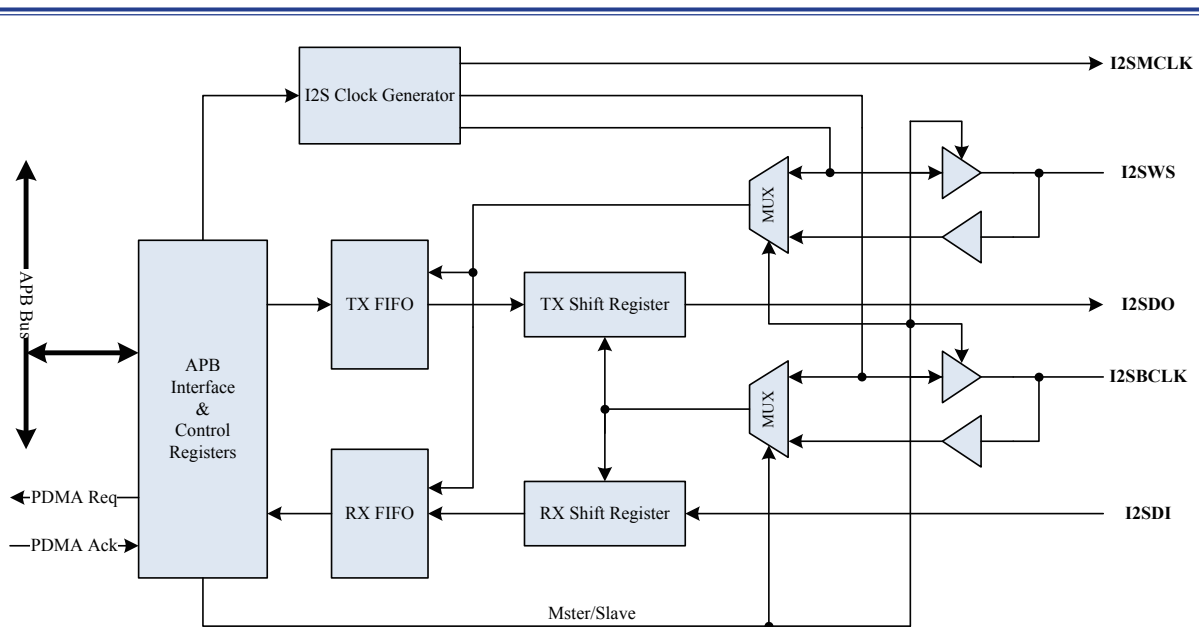 I2SMCLK
I2S Clock Generator
I2SWS
MUX
APB Bus
TX FIFO
TX Shift Register
I2SDO
APB
Interface
&
Control
Registers
I2SBCLK
MUX
PDMA Req
RX FIFO
RX Shift Register
I2SDI
PDMA Ack
Mster/Slave